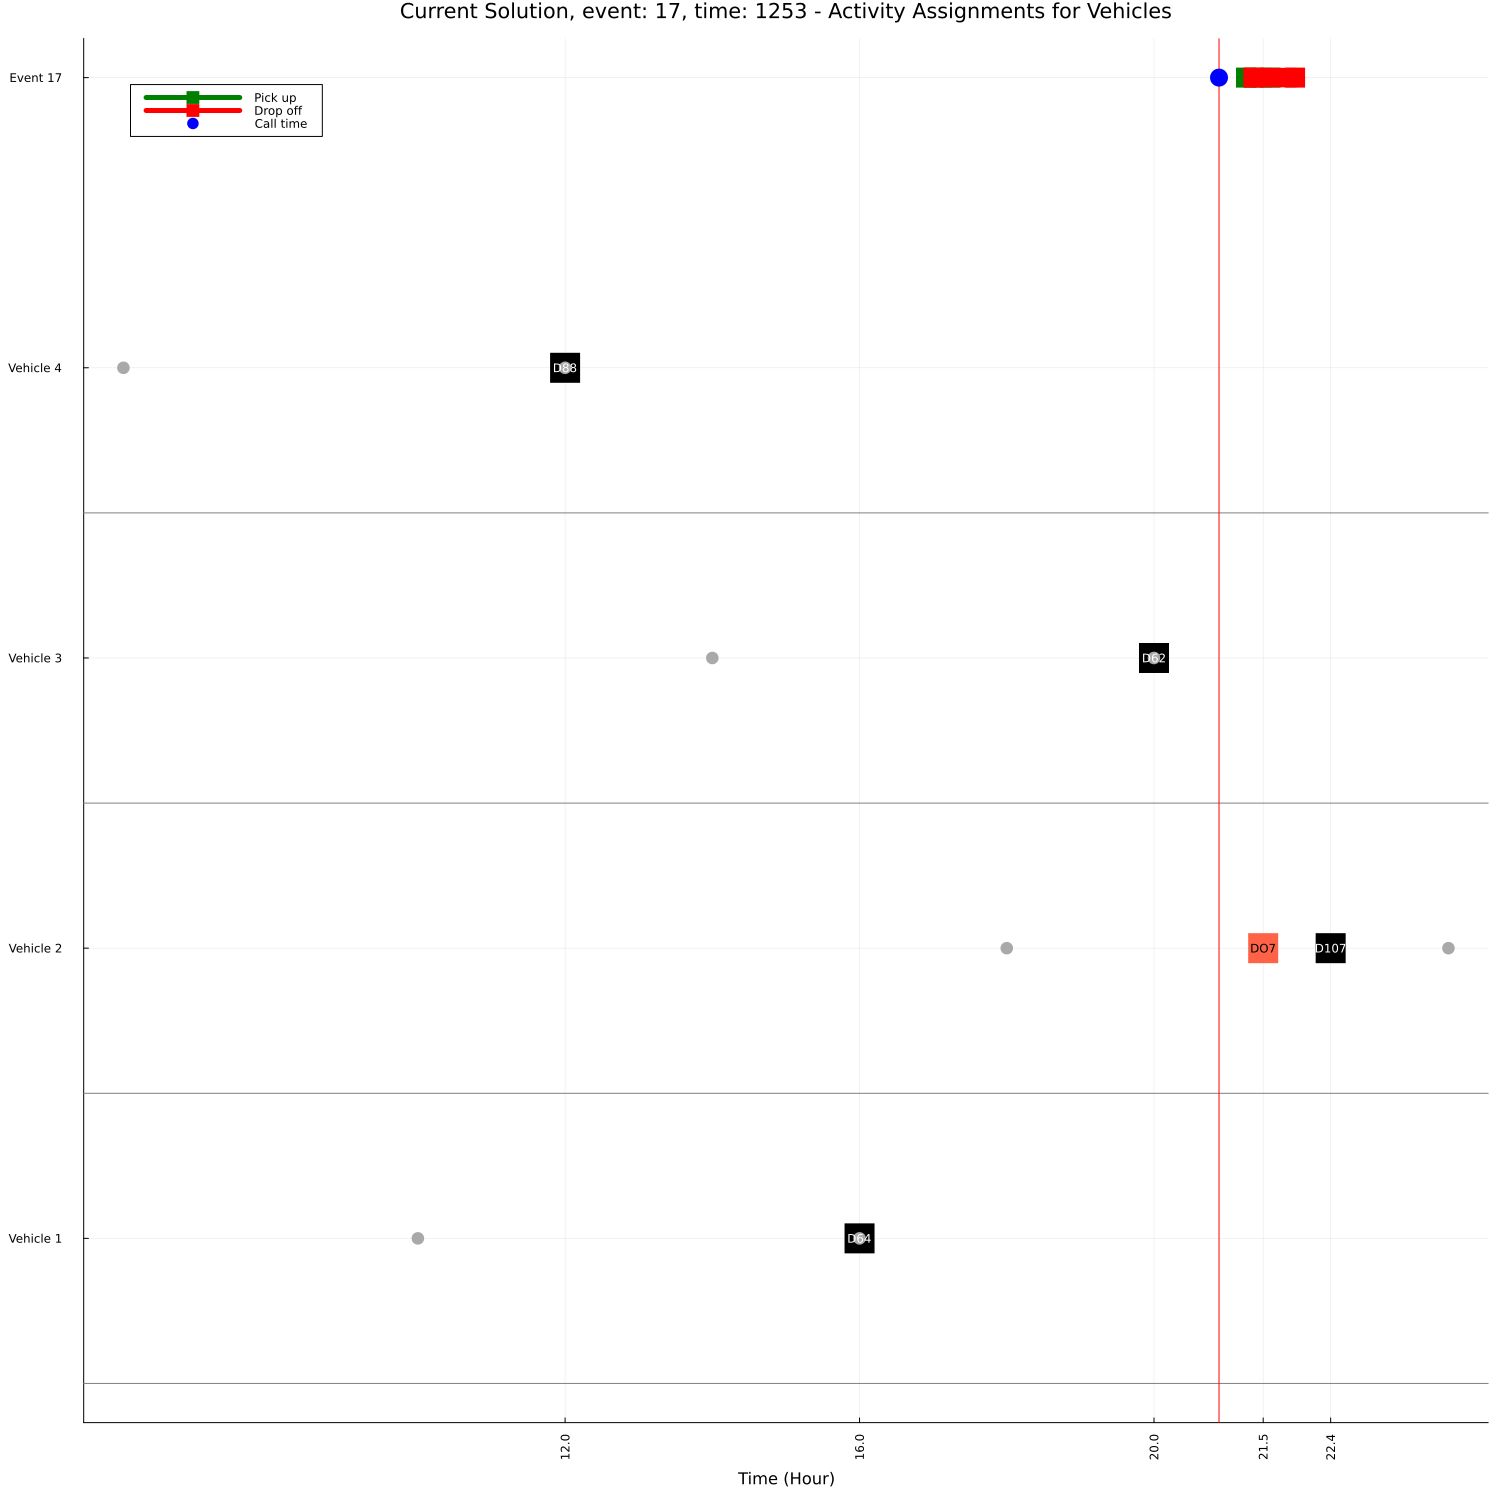 Current Solution, event: 17, time: 1253 - Activity Assignments for Vehicles
Event 17
Pick up
Drop off
Call time
Vehicle 4
D88
Vehicle 3
D62
Vehicle 2
DO7
D107
Vehicle 1
D64
12.0
16.0
20.0
21.5
22.4
Time (Hour)